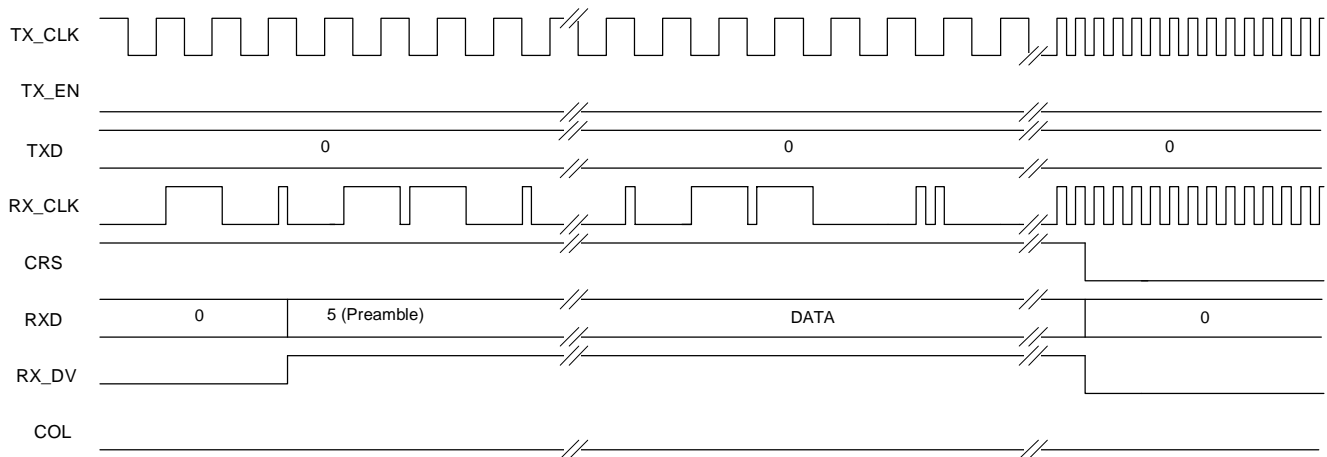 TX_CLK
TX_EN
TXD 0 0 0
RX_CLK
CRS
RXD 0 5 (Preamble) DATA 0
RX_DV
COL